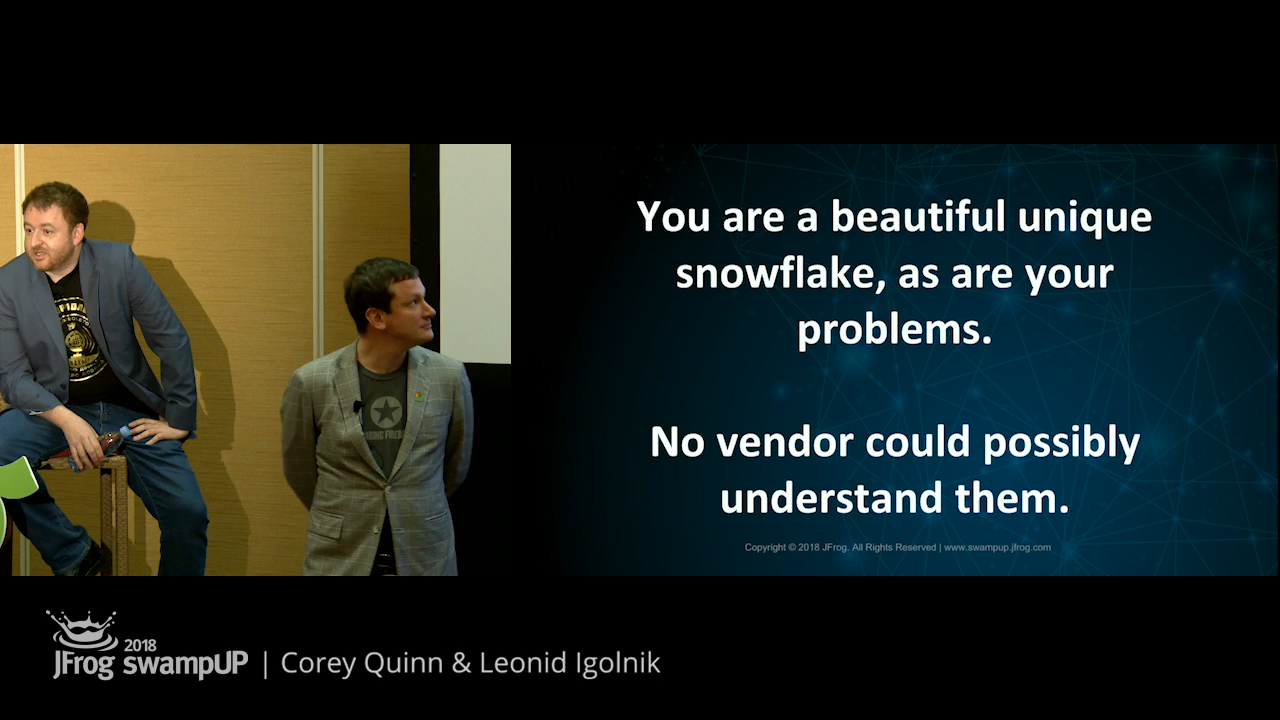 You are a beautiful unique
snowflake, as are your
problems.
No vendor could possibly
understand them.
Copyright © 2018 JFrog. All Rights Reserved | www.swampup.jfrog.com
2018
JFrog swampUP | Corey Quinn & Leonid Igolnik